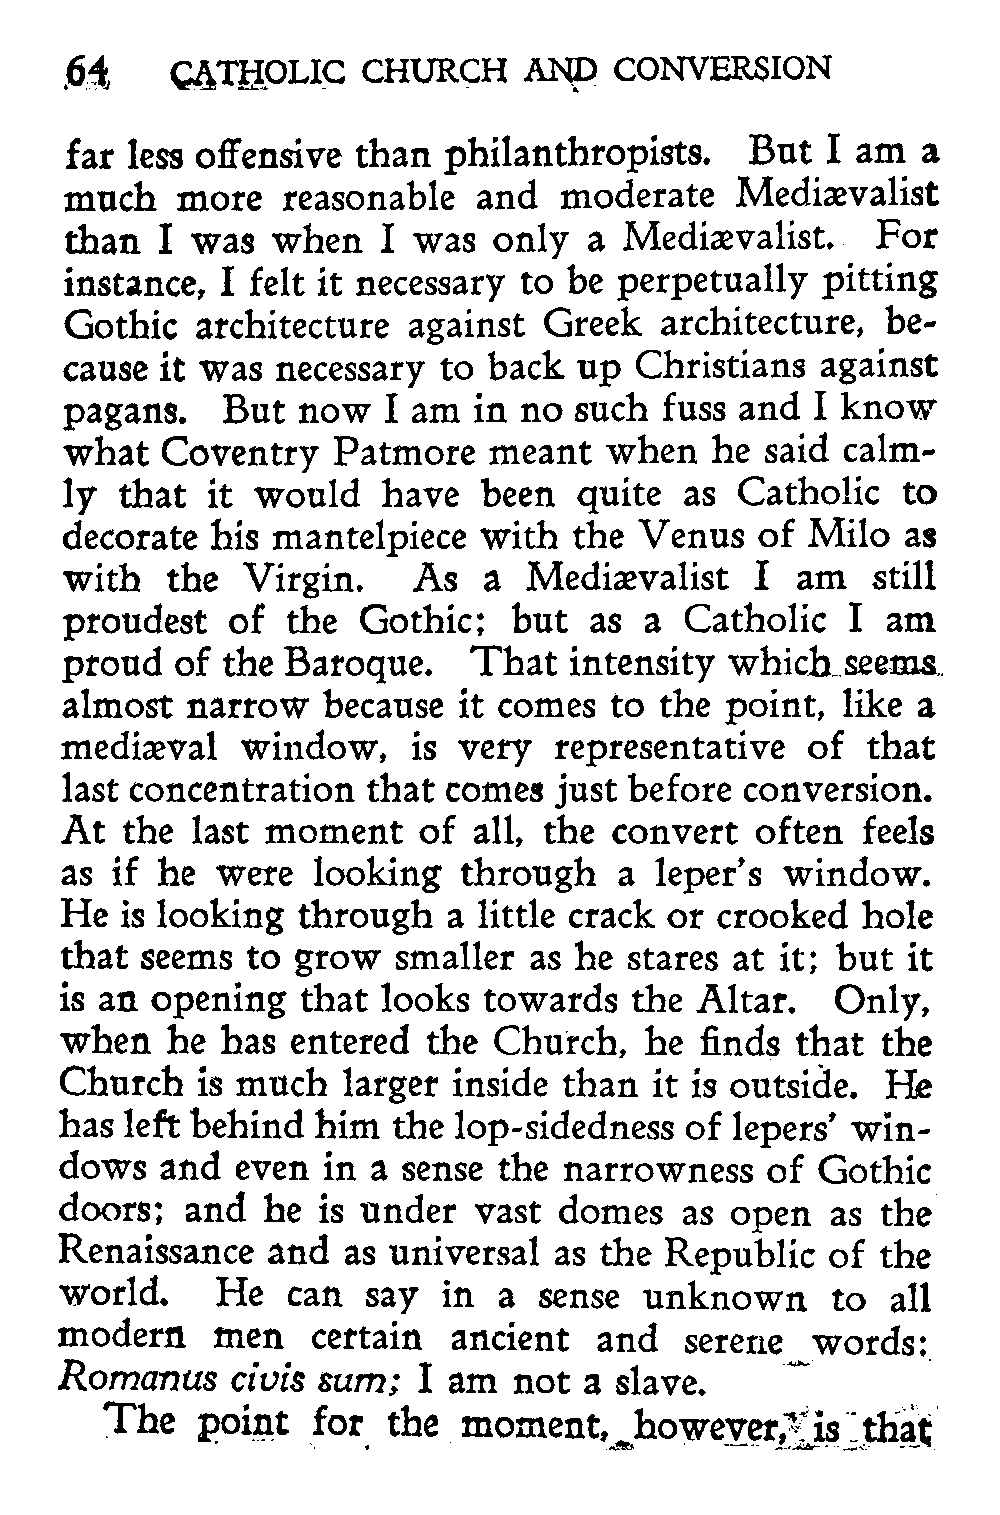 64 CATHOLIC CHURCH AND CONVERSION
far less offensive than philanthropists. But I am a
much more reasonable and moderate Mediævalist
than I was when I was only a Mediævalist. For
instance, I felt it necessary to be perpetually pitting
Gothic architecture against Greek architecture, be-
cause it was necessary to back up Christians against
pagans. But now I am in no such fuss and I know
what Coventry Patmore meant when he said calm-
ly that it would have been quite as Catholic to
decorate his mantelpiece with the Venus of Milo as
with the Virgin. As a Mediævalist I am still
proudest of the Gothic; but as a Catholic I am
proud of the Baroque. That intensity which seems
almost narrow because it comes to the point, like a
mediæval window, is very representative of that
last concentration that comes just before conversion.
At the last moment of all, the convert often feels
as if he were looking through a leper's window.
He is looking through a little crack or crooked hole
that seems to grow smaller as he stares at it; but it
is an opening that looks towards the Altar. Only,
when he has entered the Church, he finds that the
Church is much larger inside than it is outside. He
has left behind him the lop-sidedness of lepers' win-
dows and even in a sense the narrowness of Gothic
doors; and he is under vast domes as open as the
Renaissance and as universal as the Republic of the
world. He can say in a sense unknown to all
modern men certain ancient and serene words:
Romanus civis sum; I am not a slave.
The point for the moment, however, is that